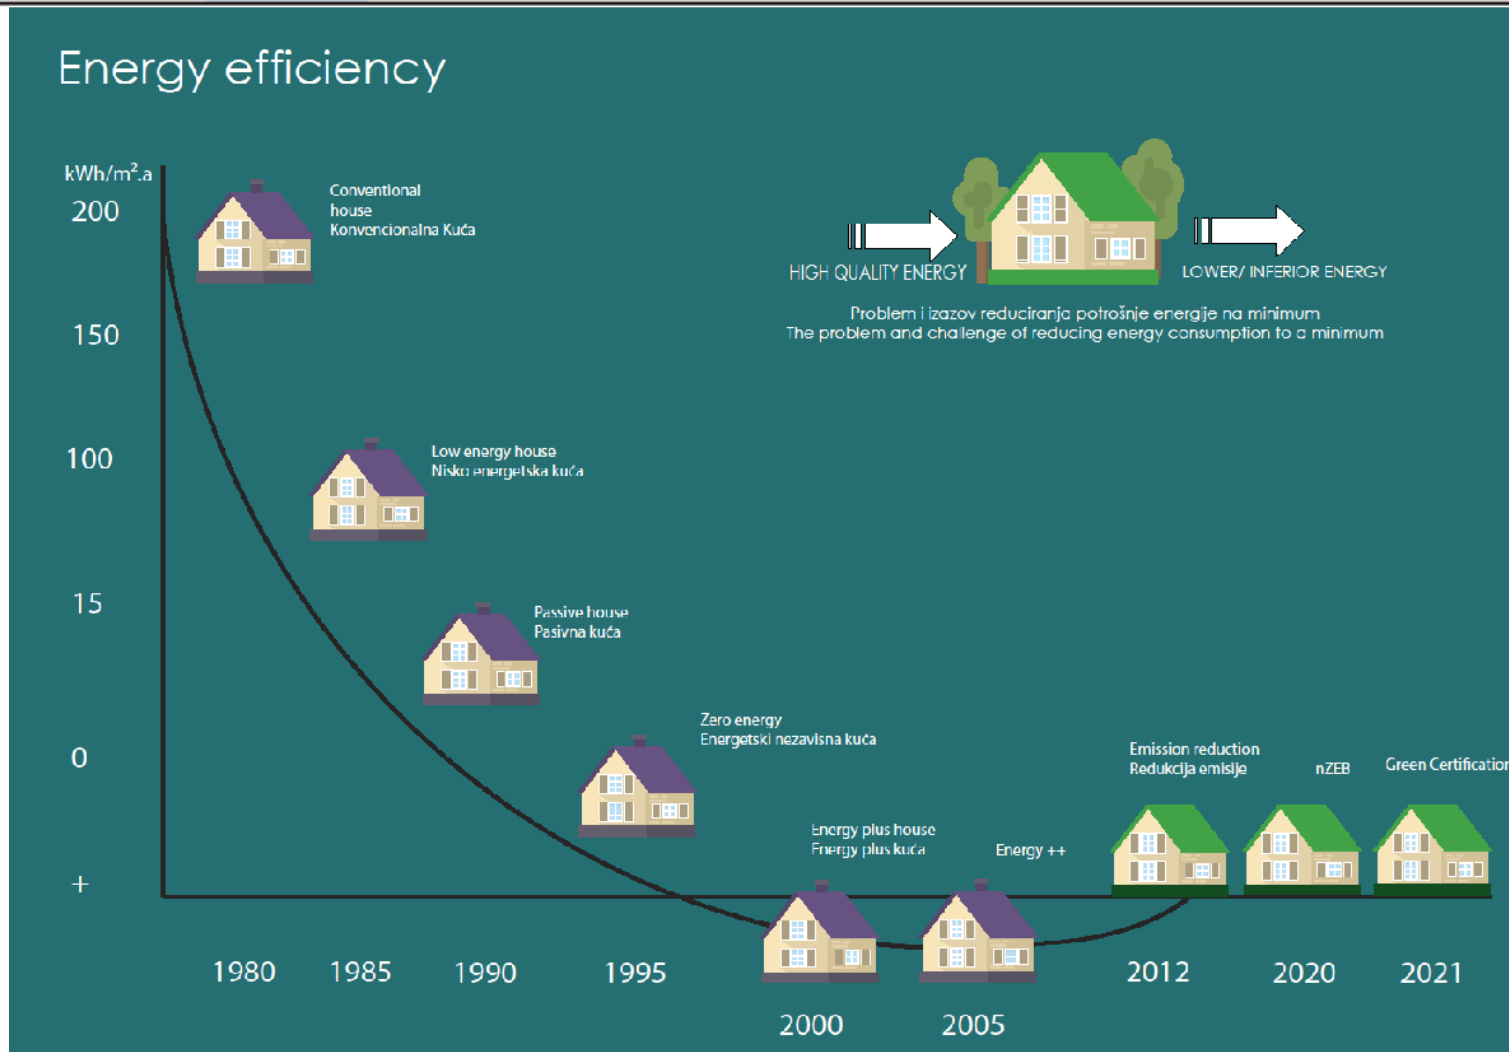 Energy efficiency
kWh/m².a
200
150
100
15
0
+
Conventional
house
Konvencionalna Kuća
Low energy house
Nisko energetska kuća
Passive house
Pasivna kuća
Zero energy
Energetski nezavisna kuća
Energy plus house
Energy plus kuća
Energy ++
Emission reduction
Redukcija emisije
nZEB
Green Certification
HIGH QUALITY ENERGY
LOWER/ INFERIOR ENERGY
Problem i izazov reduciranja potrošnje energije na minimum
The problem and challenge of reducing energy consumption to a minimum
1980
1985
1990
1995
2000
2005
2012
2020
2021